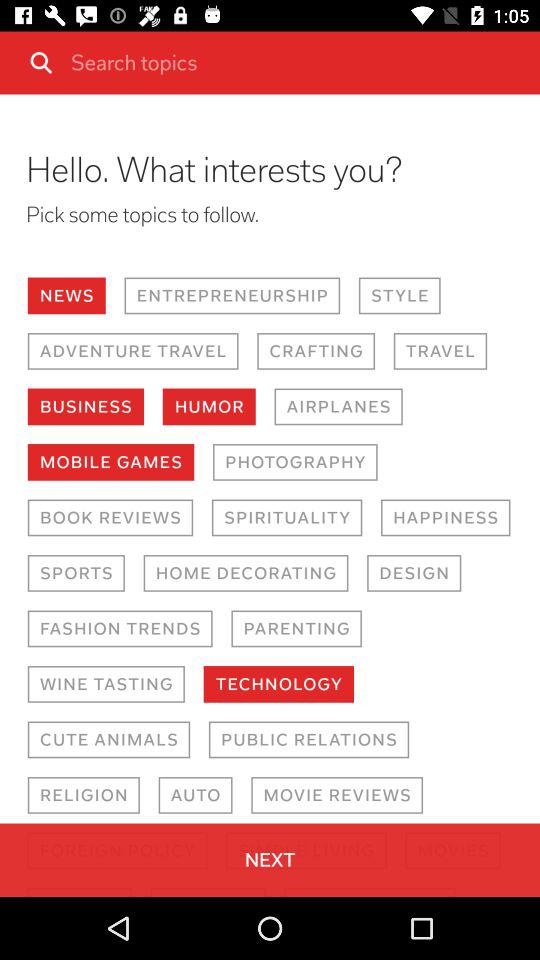 1:05
Search topics
Hello. What interests you?
Pick some topics to follow.
NEWS ENTREPRENEURSHIP STYLE
ADVENTURE TRAVEL CRAFTING TRAVEL
BUSINESS HUMOR AIRPLANES
MOBILE GAMES PHOTOGRAPHY
BOOK REVIEWS SPIRITUALITY HAPPINESS
SPORTS HOME DECORATING DESIGN
FASHION TRENDS PARENTING
WINE TASTING TECHNOLOGY
CUTE ANIMALS PUBLIC RELATIONS
RELIGION AUTO MOVIE REVIEWS
FOREIGN POLICY LIVING MOVIES
NEXT